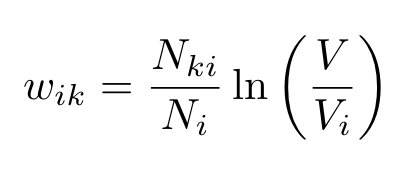 w_{ik} = \frac{N_{ki}}{N_i} \ln \left( \frac{V}{V_i} \right)